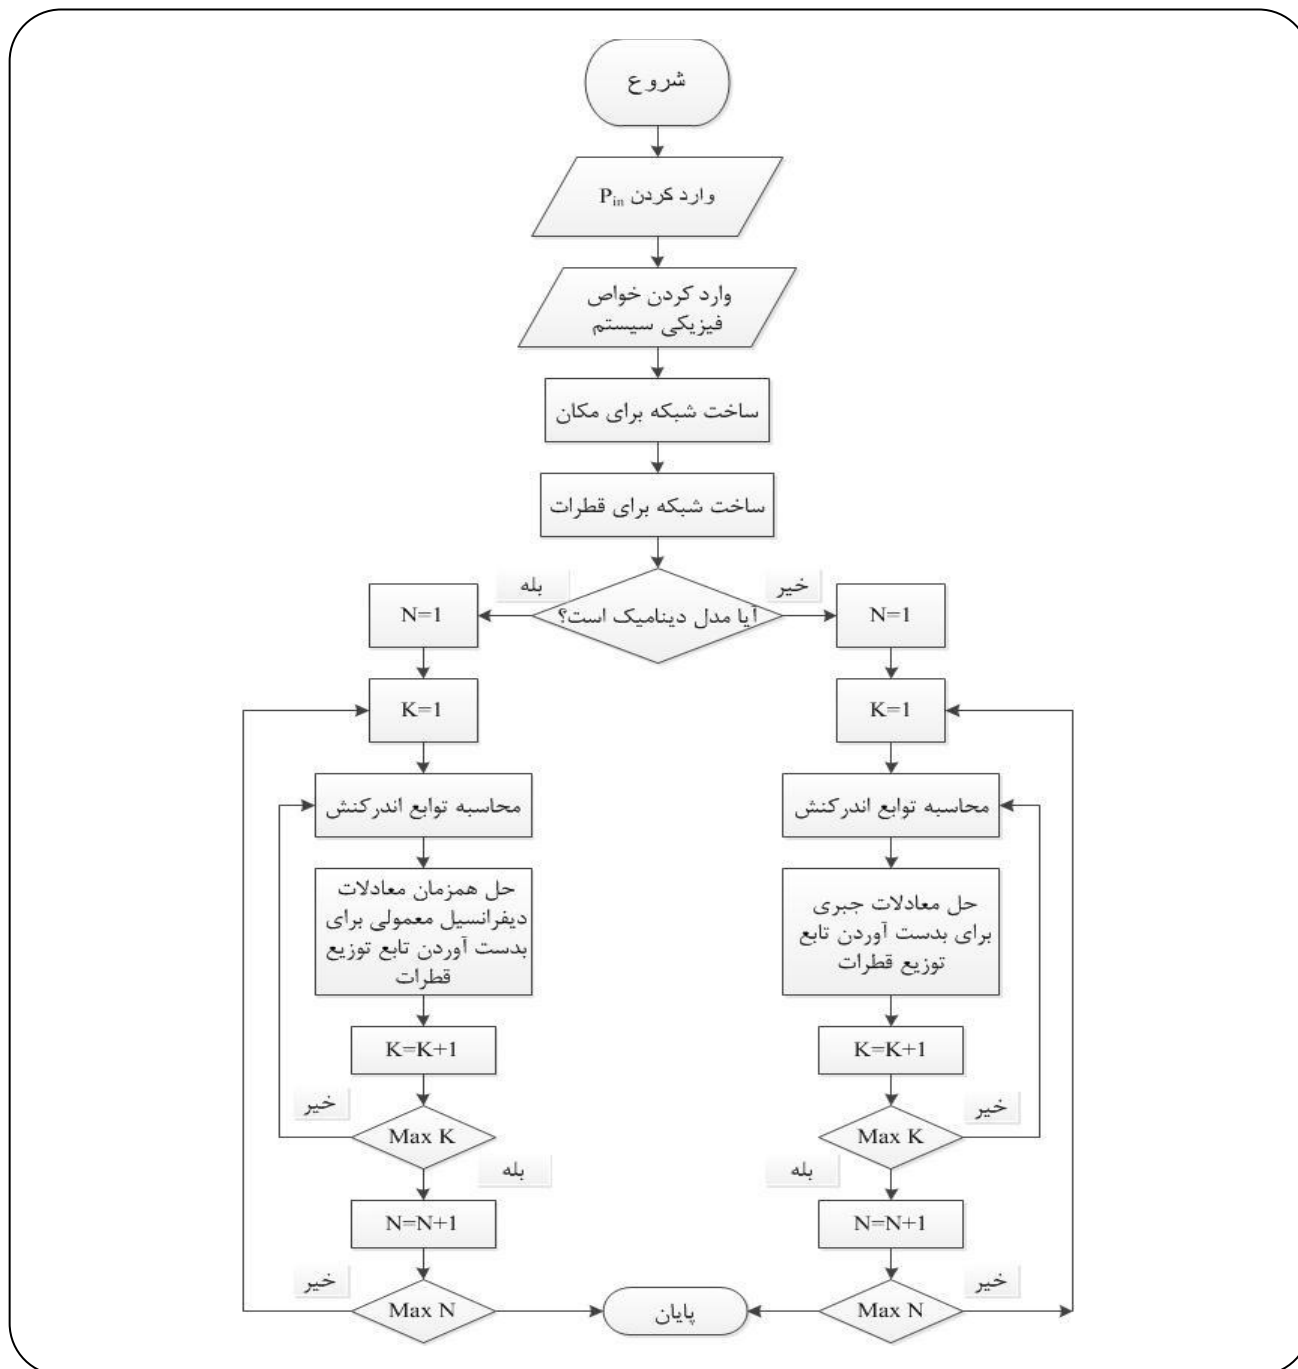 شروع
وارد کردن P_in
وارد کردن خواص
فیزیکی سیستم
ساخت شبکه برای مکان
ساخت شبکه برای قطرات
آیا مدل دینامیک است؟
بله
خیر
N=1
K=1
محاسبه توابع اندرکنش
حل همزمان معادلات
دیفرانسیل معمولی برای
بدست آوردن تابع توزیع
قطرات
K=K+1
خیر
Max K
بله
N=N+1
خیر
Max N
N=1
K=1
محاسبه توابع اندرکنش
حل معادلات جبری
برای بدست آوردن تابع
توزیع قطرات
K=K+1
خیر
Max K
بله
N=N+1
خیر
Max N
پایان